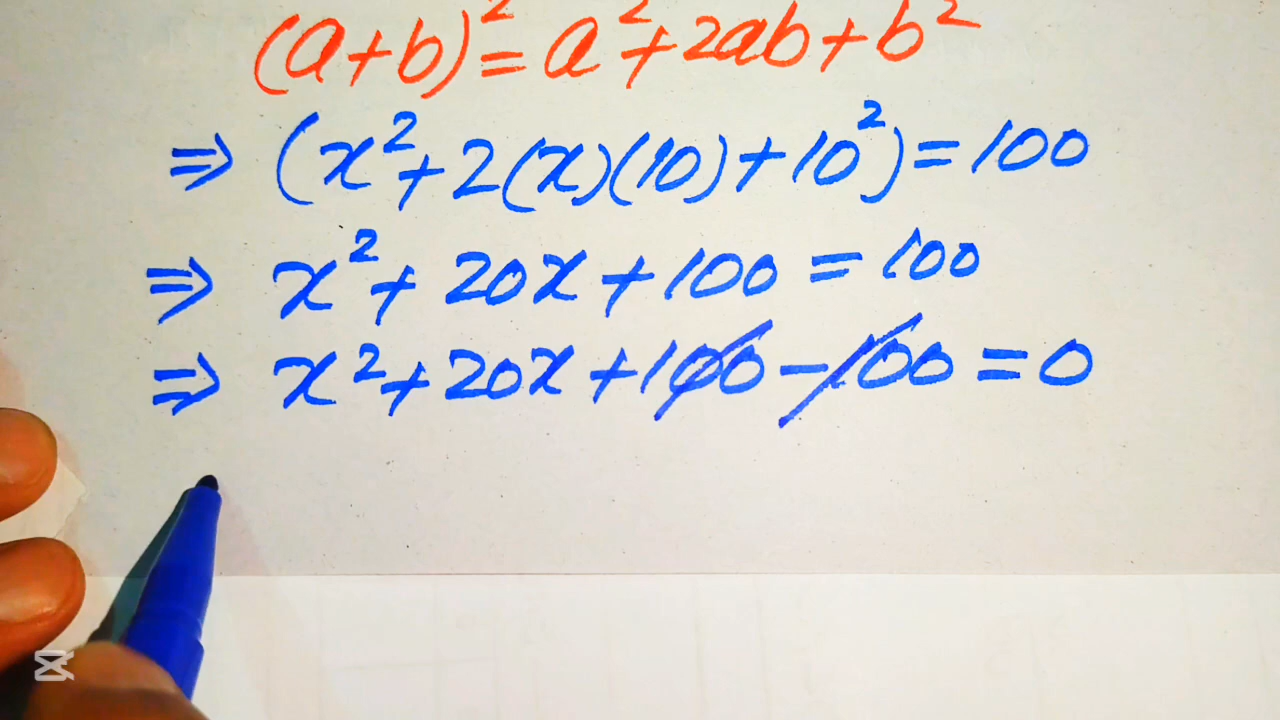 (a+b)²=a²+2ab+b²
⇒ (x²+2(x)(10)+10²)=100
⇒ x²+20x+100=100
⇒ x²+20x+100-100=0